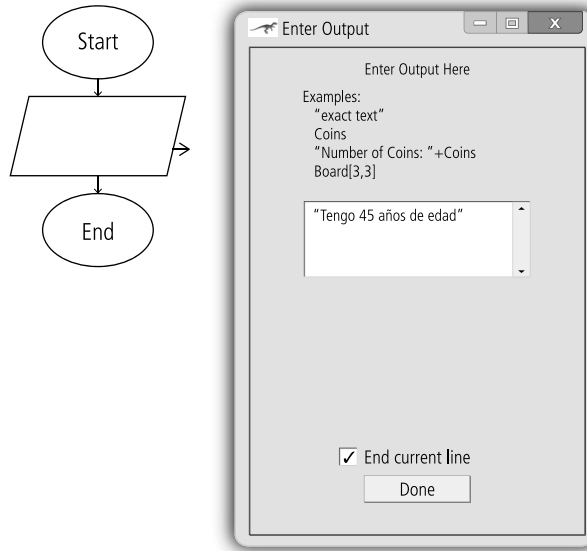 Start
End
Enter Output
X
Enter Output Here
Examples:
“exact text”
Coins
“Number of Coins: ”+Coins
Board[3,3]
“Tengo 45 años de edad”
✓ End current line
Done